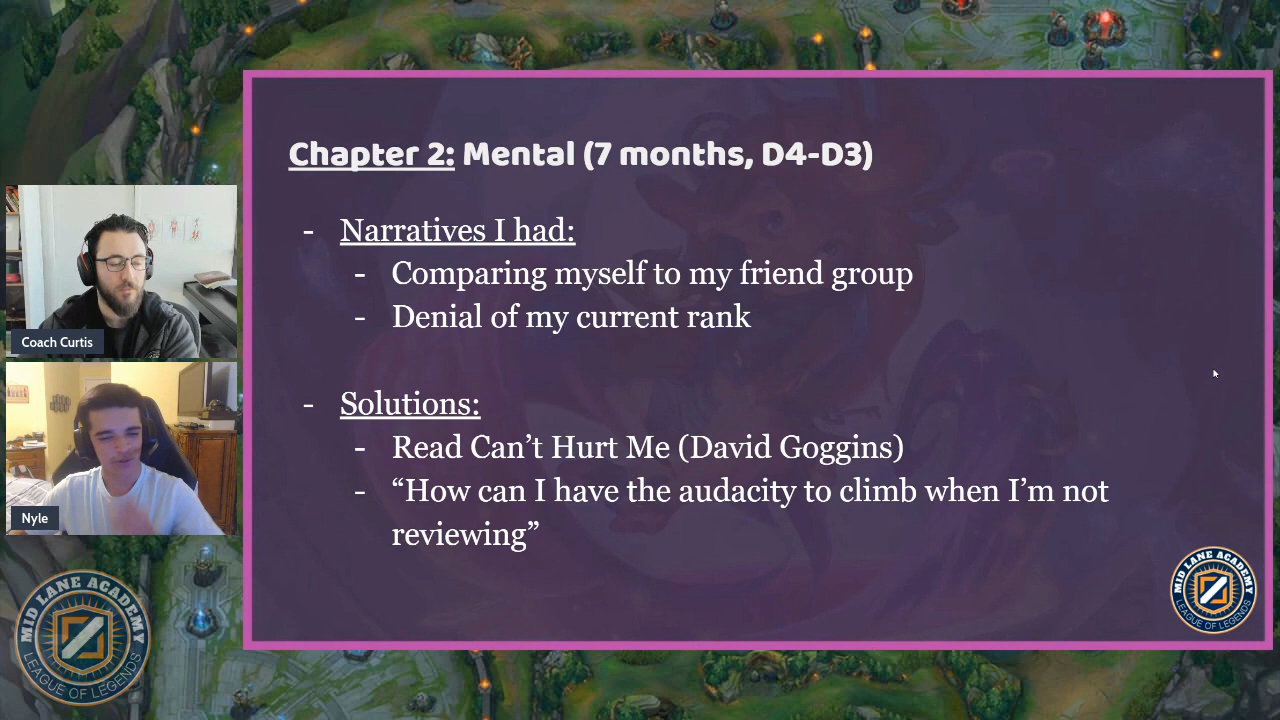 Chapter 2: Mental (7 months, D4-D3)
- Narratives I had:
- Comparing myself to my friend group
- Denial of my current rank
- Solutions:
- Read Can’t Hurt Me (David Goggins)
- “How can I have the audacity to climb when I’m not
reviewing”
Coach Curtis
Nyle
MID LANE ACADEMY
LEAGUE OF LEGENDS
MID LANE ACADEMY
LEAGUE OF LEGENDS